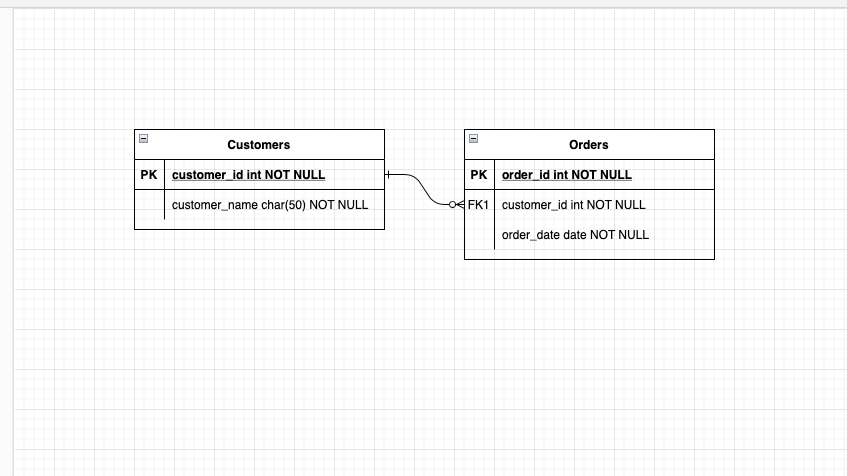 Customers
PK customer_id int NOT NULL
customer_name char(50) NOT NULL
Orders
PK order_id int NOT NULL
FK1 customer_id int NOT NULL
order_date date NOT NULL